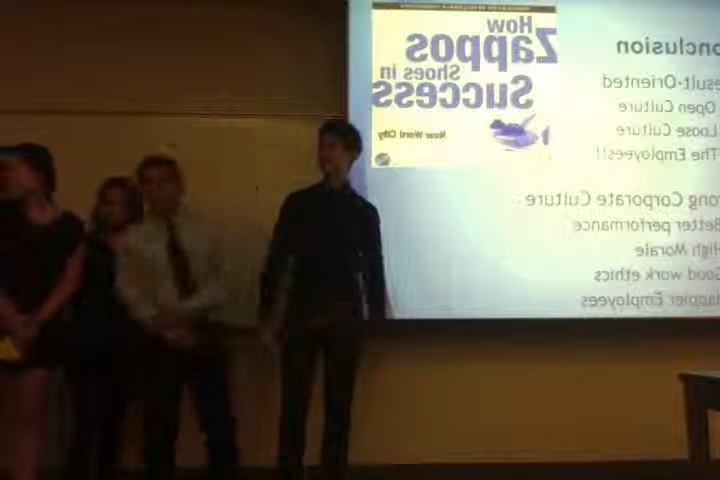 How
Zappos
Shoes in
Success
New Word City
onclusion
esult-Oriented
Open Culture
Loose Culture
The Employees!!
rong Corporate Culture
Better performance
High Morale
Good work ethics
appier Employees